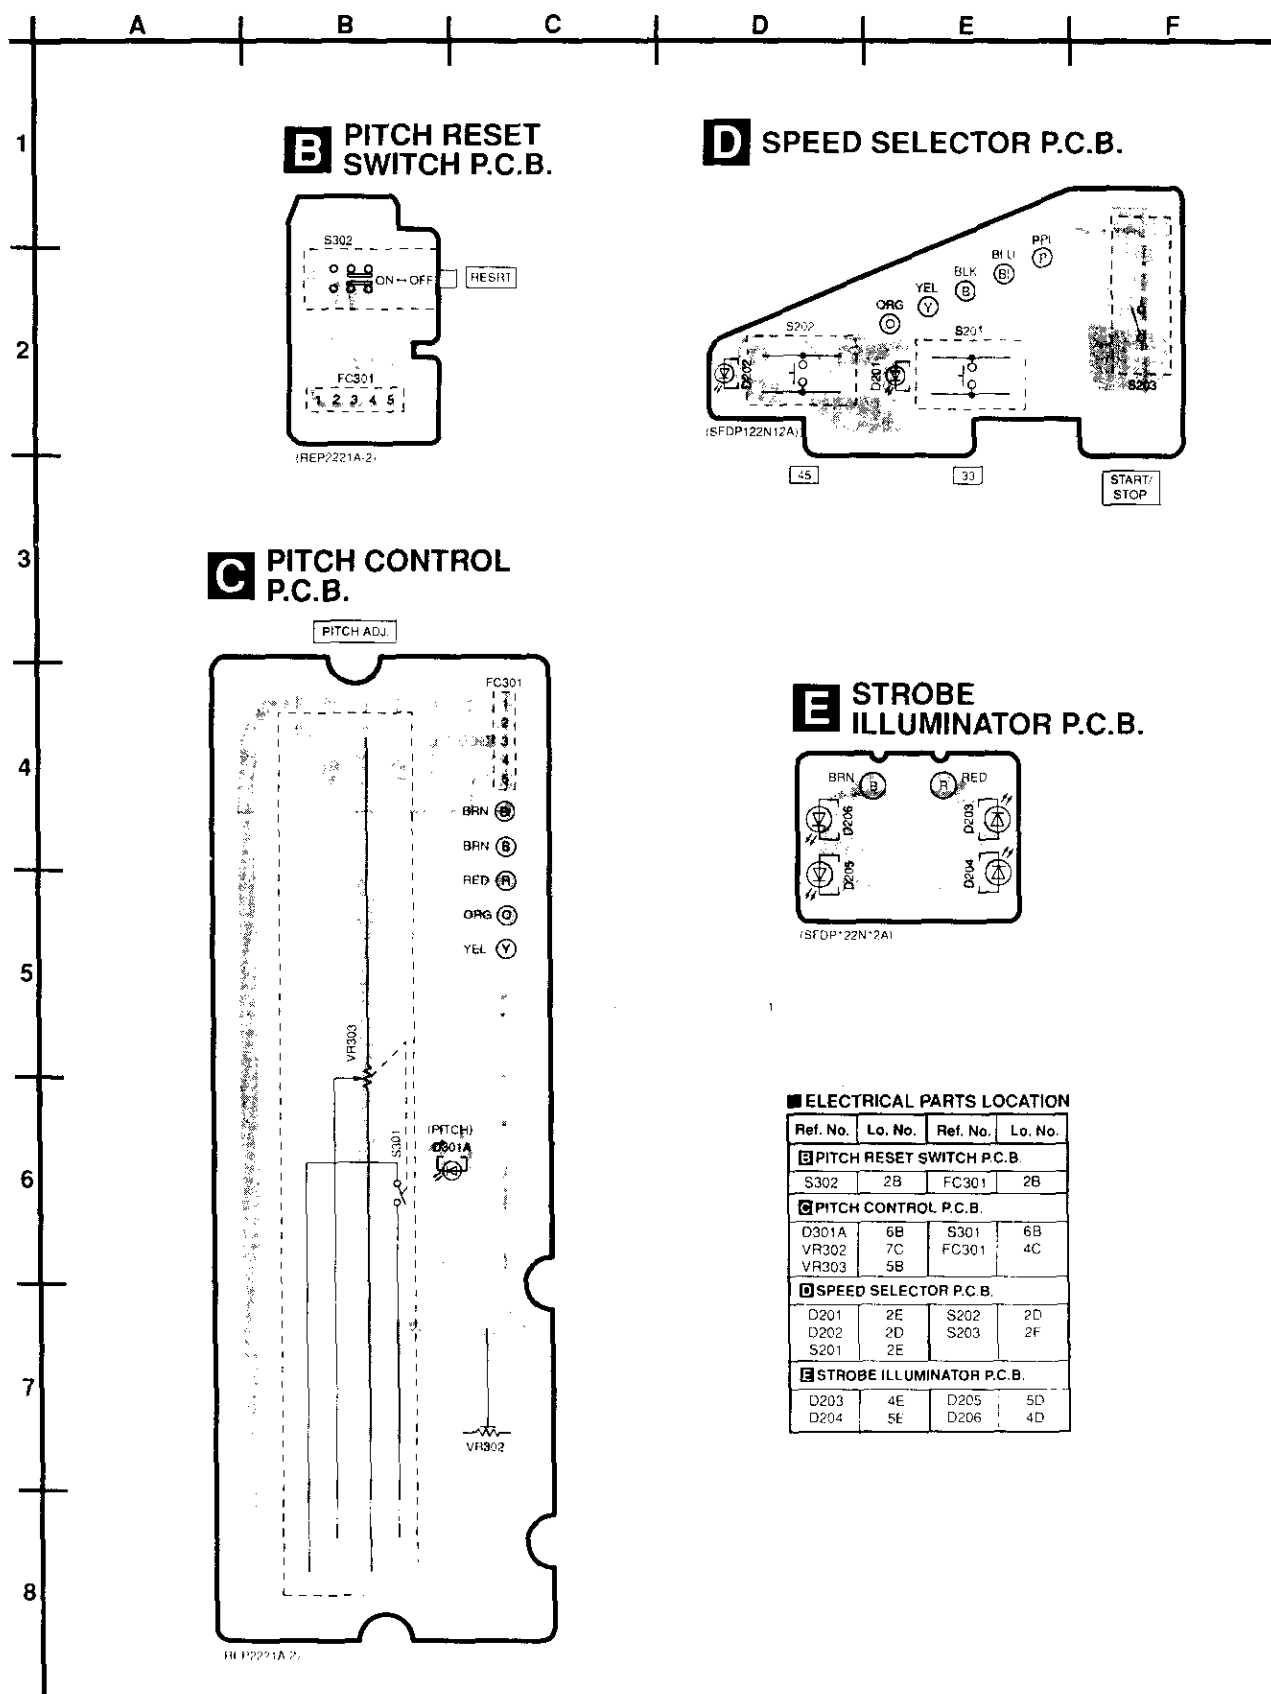 A B C D E F
1
2
3
4
5
6
7
8
B PITCH RESET
SWITCH P.C.B.
S302
ON ↔ OFF
RESRT
FC301
1 2 3 4 5
(REP2221A-2)
D SPEED SELECTOR P.C.B.
ORG O
YEL Y
BLK B
BLU Bl
PPL P
S202
S201
D202
D201
S203
(SFDP122N12A)
45
33
START/
STOP
C PITCH CONTROL
P.C.B.
PITCH ADJ.
FC301
1
2
3
4
5
BRN B
BRN B
RED R
ORG O
YEL Y
VR303
S301
(PITCH)
D301A
VR302
REP2221A-2)
E STROBE
ILLUMINATOR P.C.B.
BRN B R RED
D206
D203
D205
D204
(SFDP122N12A)
■ ELECTRICAL PARTS LOCATION
Ref. No. Lo. No. Ref. No. Lo. No.
B PITCH RESET SWITCH P.C.B.
S302 2B FC301 2B
C PITCH CONTROL P.C.B.
D301A 6B S301 6B
VR302 7C FC301 4C
VR303 5B
D SPEED SELECTOR P.C.B.
D201 2E S202 2D
D202 2D S203 2F
S201 2E
E STROBE ILLUMINATOR P.C.B.
D203 4E D205 5D
D204 5E D206 4D